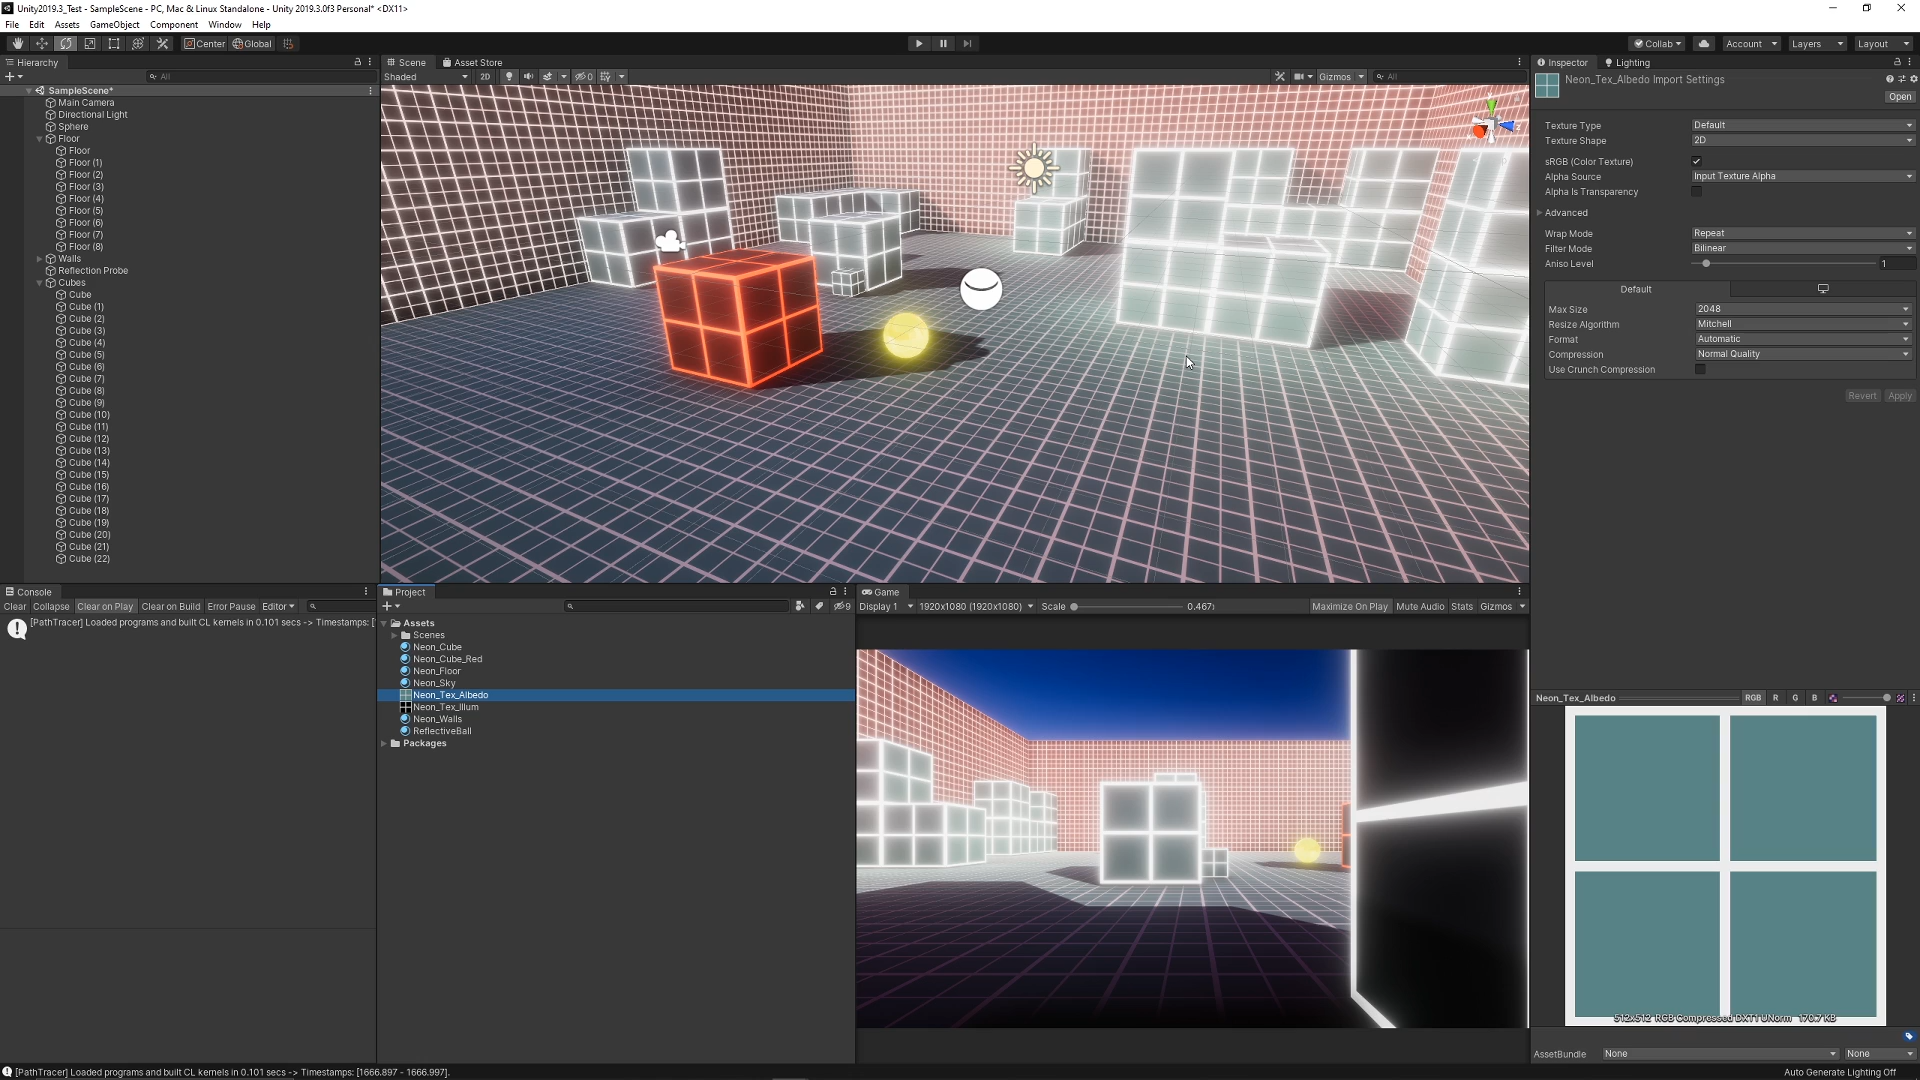 Unity2019.3_Test - SampleScene - PC, Mac & Linux Standalone - Unity 2019.3.0f3 Personal* <DX11>
File Edit Assets GameObject Component Window Help
Center Global Collab Account Layers Layout
Hierarchy
All
SampleScene*
Main Camera
Directional Light
Sphere
Floor
Floor
Floor (1)
Floor (2)
Floor (3)
Floor (4)
Floor (5)
Floor (6)
Floor (7)
Floor (8)
Walls
Reflection Probe
Cubes
Cube
Cube (1)
Cube (2)
Cube (3)
Cube (4)
Cube (5)
Cube (6)
Cube (7)
Cube (8)
Cube (9)
Cube (10)
Cube (11)
Cube (12)
Cube (13)
Cube (14)
Cube (15)
Cube (16)
Cube (17)
Cube (18)
Cube (19)
Cube (20)
Cube (21)
Cube (22)
Scene Asset Store
Shaded 2D 0 Gizmos All
Inspector Lighting
Neon_Tex_Albedo Import Settings
Open
Texture Type Default
Texture Shape 2D
sRGB (Color Texture)
Alpha Source Input Texture Alpha
Alpha Is Transparency
Advanced
Wrap Mode Repeat
Filter Mode Bilinear
Aniso Level 1
Default
Max Size 2048
Resize Algorithm Mitchell
Format Automatic
Compression Normal Quality
Use Crunch Compression
Revert Apply
Console
Clear Collapse Clear on Play Clear on Build Error Pause Editor
[PathTracer] Loaded programs and built CL kernels in 0.101 secs -> Timestamps: [
Project
9
Assets
Scenes
Neon_Cube
Neon_Cube_Red
Neon_Floor
Neon_Sky
Neon_Tex_Albedo
Neon_Tex_Illum
Neon_Walls
ReflectiveBall
Packages
Game
Display 1 1920x1080 (1920x1080) Scale 0.467 Maximize On Play Mute Audio Stats Gizmos
Neon_Tex_Albedo RGB R G B
512x512 RGB Compressed DXT1 UNorm 170.7 KB
AssetBundle None None
[PathTracer] Loaded programs and built CL kernels in 0.101 secs -> Timestamps: [1666.897 - 1666.997].
Auto Generate Lighting Off